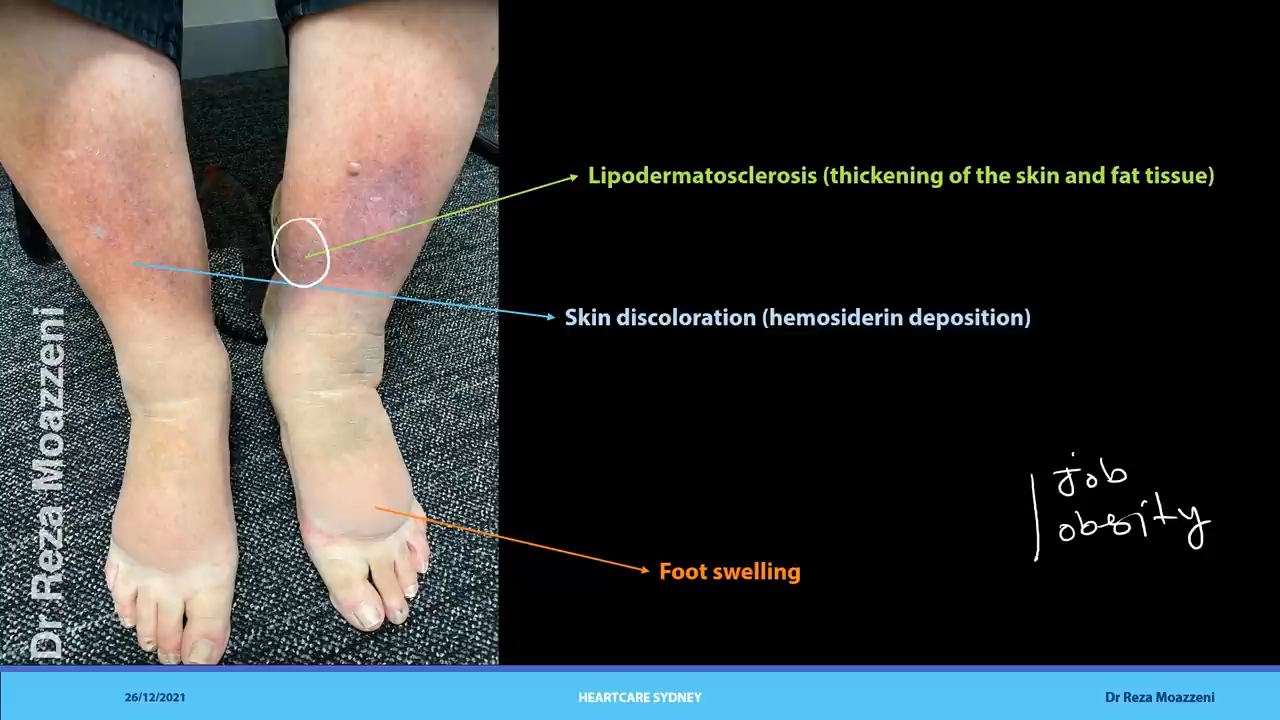 Lipodermatosclerosis (thickening of the skin and fat tissue)
Skin discoloration (hemosiderin deposition)
job
obesity
Foot swelling
Dr Reza Moazzeni
26/12/2021
HEARTCARE SYDNEY
Dr Reza Moazzeni